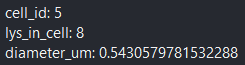 cell_id: 5
lys_in_cell: 8
diameter_um: 0.5430579781532288